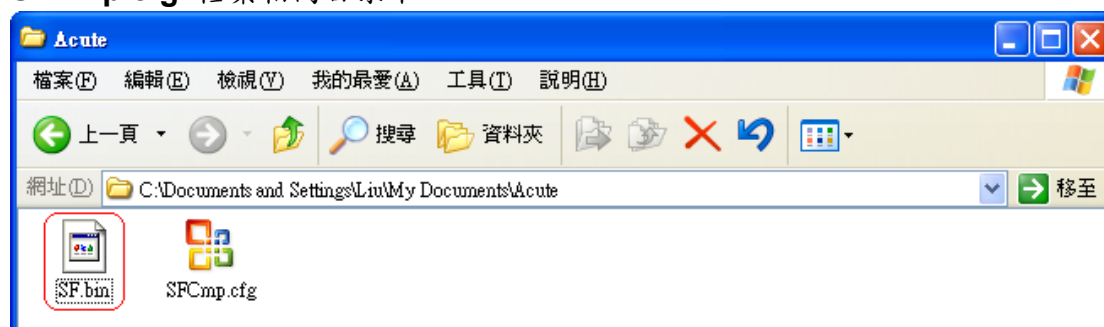 Acute
檔案(F) 編輯(E) 檢視(V) 我的最愛(A) 工具(T) 說明(H)
上一頁 搜尋 資料夾
網址(D) C:\Documents and Settings\Liu\My Documents\Acute 移至
SF.bin SFCmp.cfg